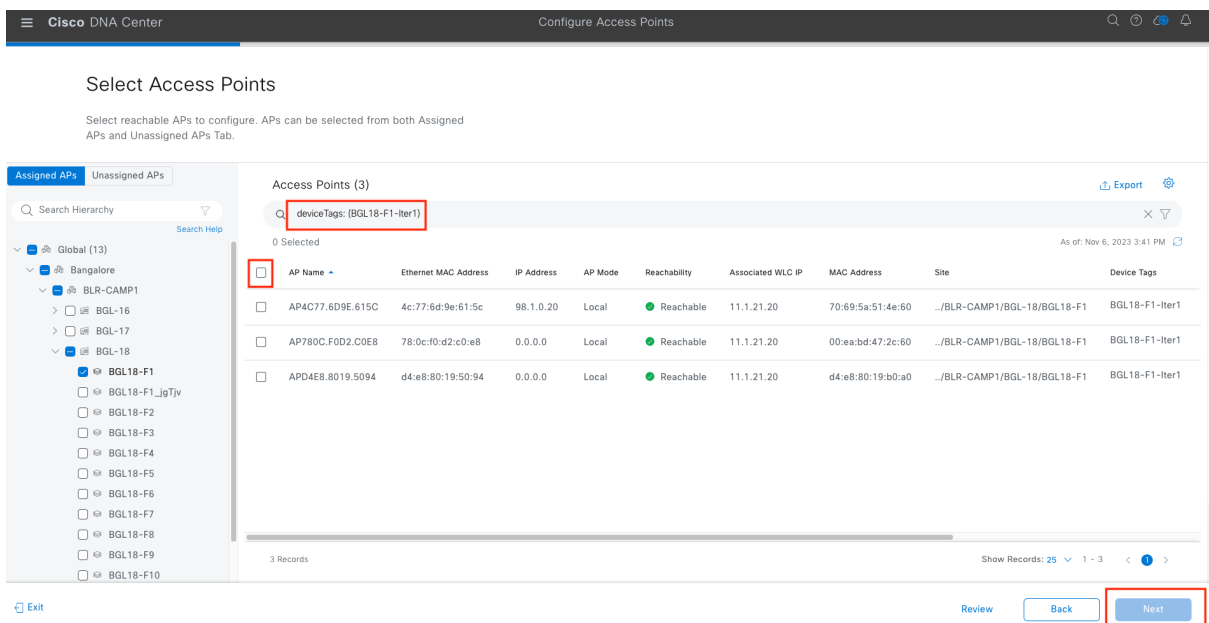 Cisco DNA Center
Configure Access Points
Select Access Points
Select reachable APs to configure. APs can be selected from both Assigned
APs and Unassigned APs Tab.
Assigned APs Unassigned APs
Search Hierarchy
Search Help
Global (13)
Bangalore
BLR-CAMP1
BGL-16
BGL-17
BGL-18
BGL18-F1
BGL18-F1_jgTjv
BGL18-F2
BGL18-F3
BGL18-F4
BGL18-F5
BGL18-F6
BGL18-F7
BGL18-F8
BGL18-F9
BGL18-F10
Access Points (3)
Export
deviceTags: (BGL18-F1-Iter1)
0 Selected
As of: Nov 6, 2023 3:41 PM
AP Name Ethernet MAC Address IP Address AP Mode Reachability Associated WLC IP MAC Address Site Device Tags
AP4C77.6D9E.615C 4c:77:6d:9e:61:5c 98.1.0.20 Local Reachable 11.1.21.20 70:69:5a:51:4e:60 ../BLR-CAMP1/BGL-18/BGL18-F1 BGL18-F1-Iter1
AP780C.F0D2.C0E8 78:0c:f0:d2:c0:e8 0.0.0.0 Local Reachable 11.1.21.20 00:ea:bd:47:2c:60 ../BLR-CAMP1/BGL-18/BGL18-F1 BGL18-F1-Iter1
APD4E8.8019.5094 d4:e8:80:19:50:94 0.0.0.0 Local Reachable 11.1.21.20 d4:e8:80:19:b0:a0 ../BLR-CAMP1/BGL-18/BGL18-F1 BGL18-F1-Iter1
3 Records
Show Records: 25 1 - 3 1
Exit
Review Back Next